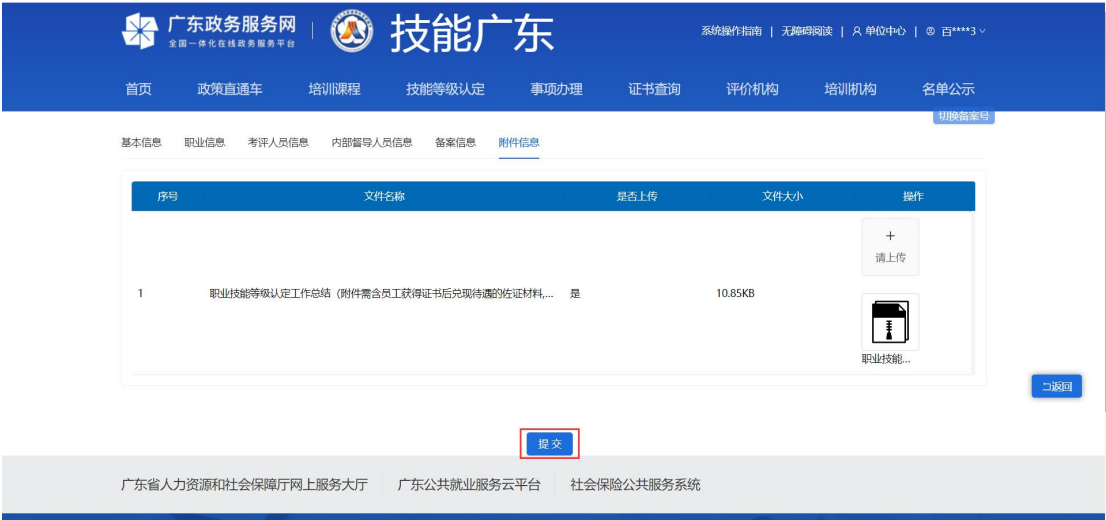 广东政务服务网
全国一体化在线政务服务平台
技能广东
系统操作指南 | 无障碍阅读 | 单位中心 | 百****3
首页 政策直通车 培训课程 技能等级认定 事项办理 证书查询 评价机构 培训机构 名单公示
切换备案号
基本信息 职业信息 考评人员信息 内部督导人员信息 备案信息 附件信息
序号 文件名称 是否上传 文件大小 操作
+
请上传
1 职业技能等级认定工作总结（附件需含员工获得证书后兑现待遇的佐证材料,... 是 10.85KB
职业技能...
返回
提交
广东省人力资源和社会保障厅网上服务大厅 广东公共就业服务云平台 社会保险公共服务系统